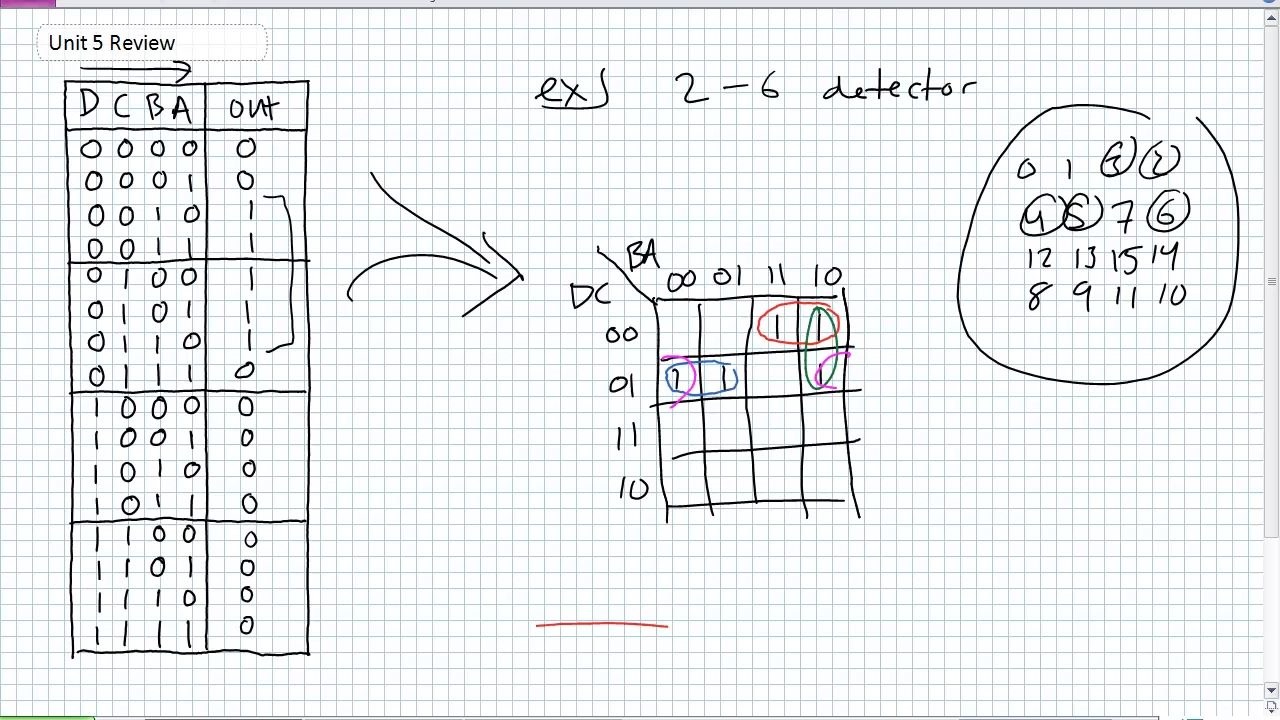 Unit 5 Review
ex) 2-6 detector
D C B A OUT
0 0 0 0 0
0 0 0 1 0
0 0 1 0 1
0 0 1 1 1
0 1 0 0 1
0 1 0 1 1
0 1 1 0 1
0 1 1 1 0
1 0 0 0 0
1 0 0 1 0
1 0 1 0 0
1 0 1 1 0
1 1 0 0 0
1 1 0 1 0
1 1 1 0 0
1 1 1 1 0
BA
DC 00 01 11 10
00 1 1
01 1 1 1
11
10
0 1 3 2
4 5 7 6
12 13 15 14
8 9 11 10